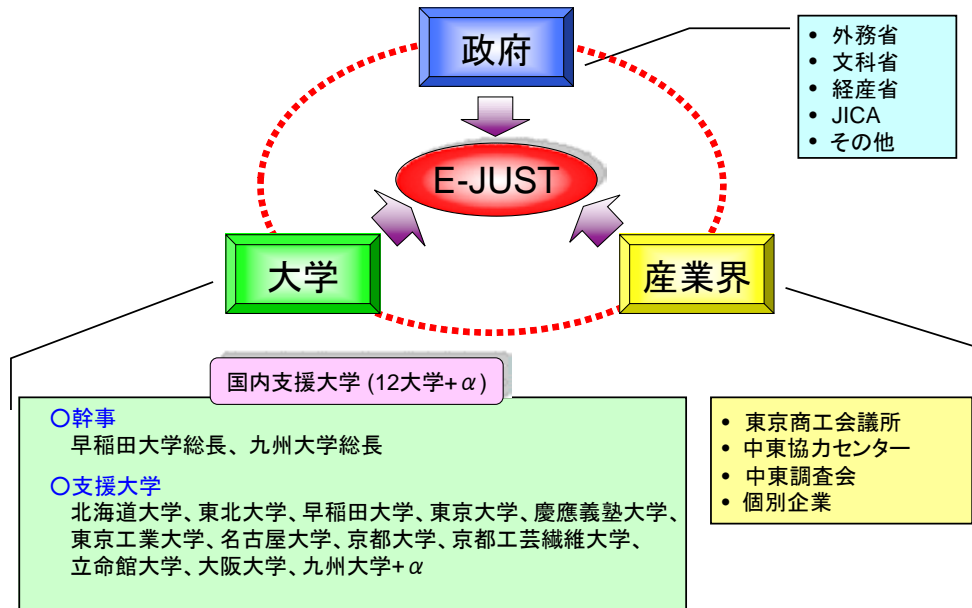 政府
• 外務省
• 文科省
• 経産省
• JICA
• その他
E-JUST
大学
産業界
国内支援大学 (12大学+α)
○幹事
早稲田大学総長、九州大学総長
○支援大学
北海道大学、東北大学、早稲田大学、東京大学、慶應義塾大学、
東京工業大学、名古屋大学、京都大学、京都工芸繊維大学、
立命館大学、大阪大学、九州大学+α
• 東京商工会議所
• 中東協力センター
• 中東調査会
• 個別企業